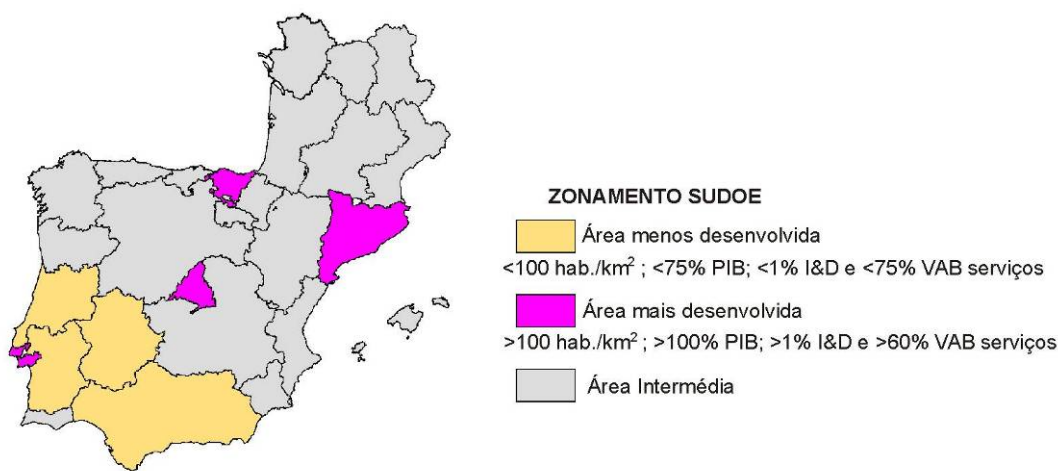 ZONAMENTO SUDOE
Área menos desenvolvida
<100 hab./km² ; <75% PIB; <1% I&D e <75% VAB serviços
Área mais desenvolvida
>100 hab./km² ; >100% PIB; >1% I&D e >60% VAB serviços
Área Intermédia